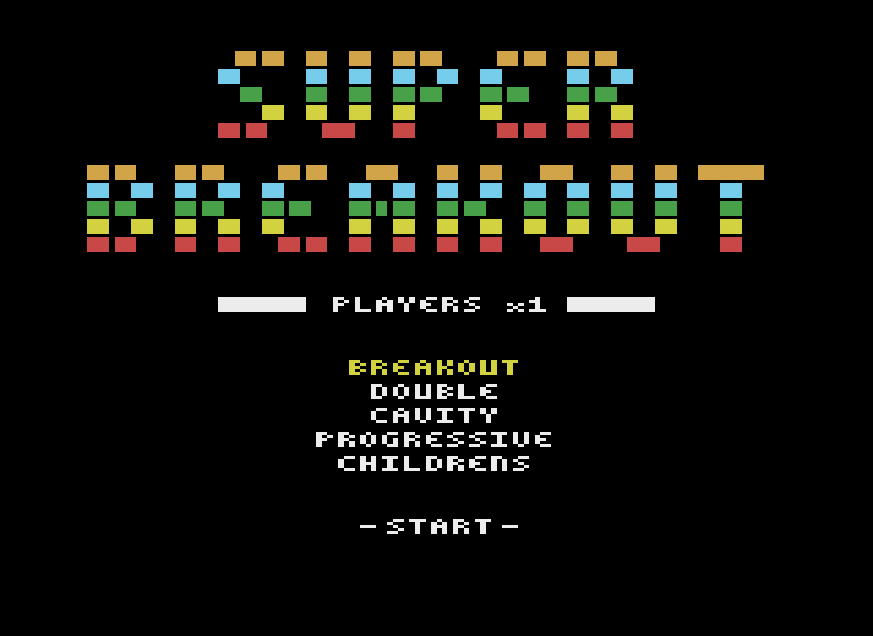 SUPER
BREAKOUT
PLAYERS x1
BREAKOUT
DOUBLE
CAVITY
PROGRESSIVE
CHILDRENS
-START-